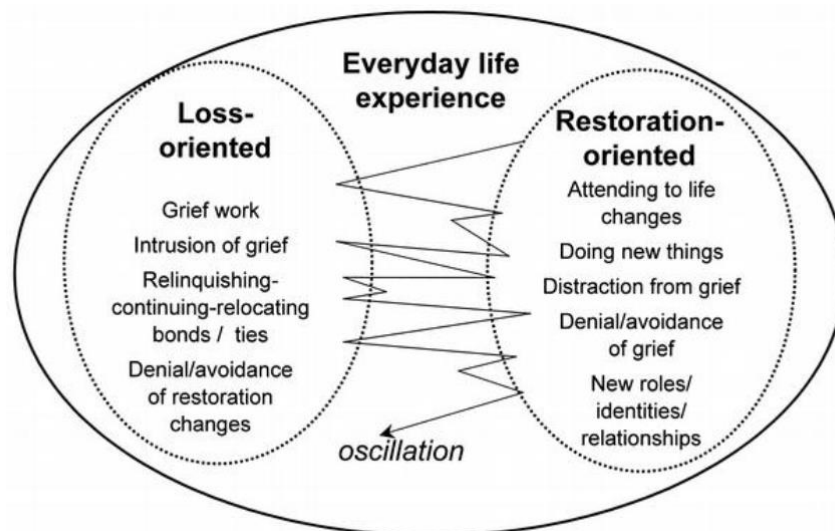 Everyday life
experience
Loss-
oriented
Grief work
Intrusion of grief
Relinquishing-
continuing-relocating
bonds / ties
Denial/avoidance
of restoration
changes
Restoration-
oriented
Attending to life
changes
Doing new things
Distraction from grief
Denial/avoidance
of grief
New roles/
identities/
relationships
oscillation